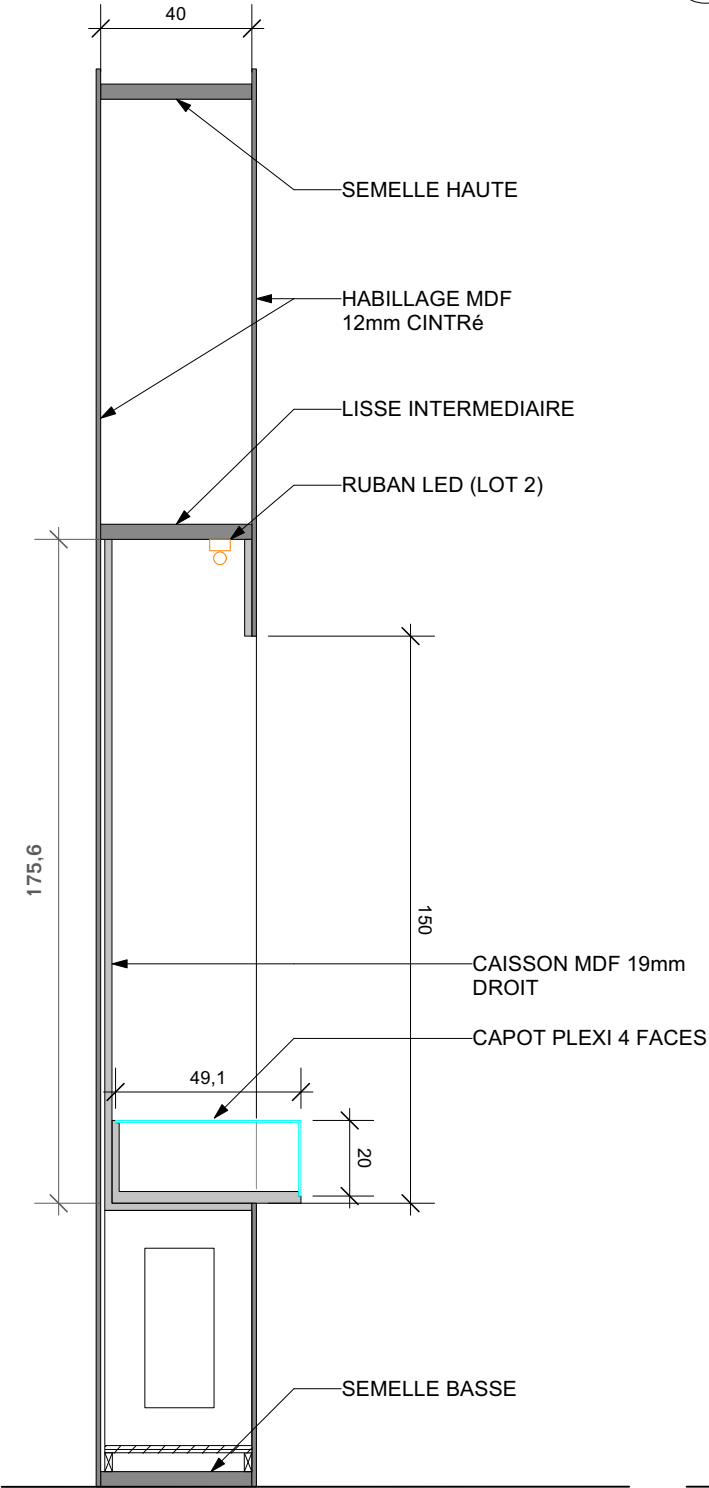 40
SEMELLE HAUTE
HABILLAGE MDF
12mm CINTRé
LISSE INTERMEDIAIRE
RUBAN LED (LOT 2)
175,6
150
CAISSON MDF 19mm
DROIT
CAPOT PLEXI 4 FACES
49,1
20
SEMELLE BASSE